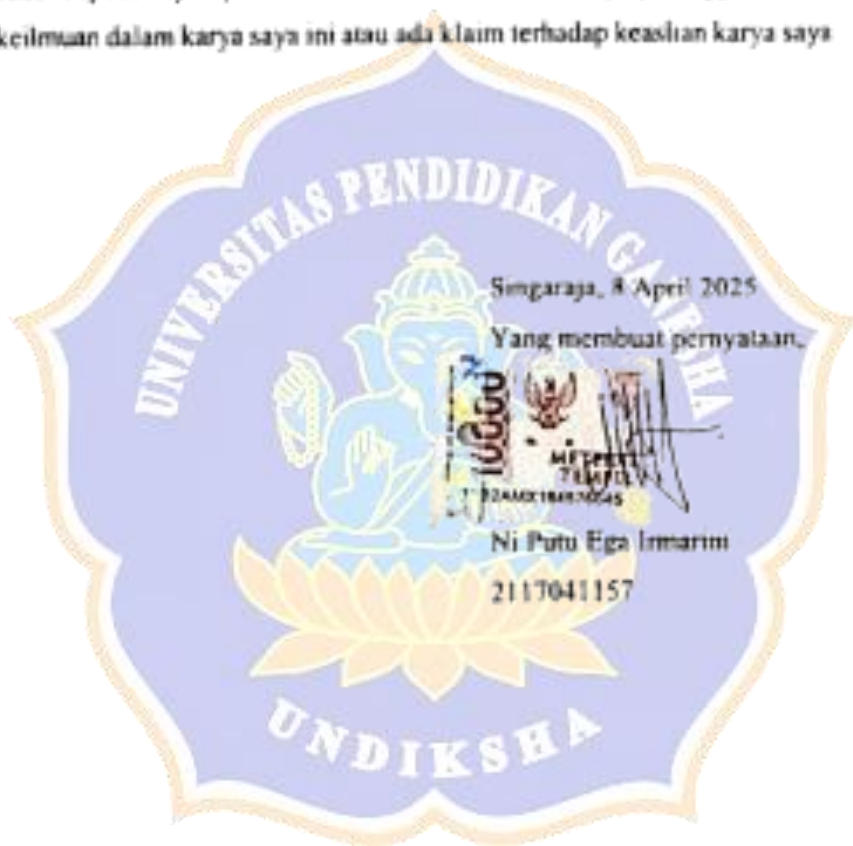 keilmuan dalam karya saya ini atau ada klaim terhadap keaslian karya saya
UNIVERSITAS PENDIDIKAN GANESHA
Singaraja, 8 April 2025
Yang membuat pernyataan,
10000
Ni Putu Ega Irmarini
2117041157
UNDIKSHA